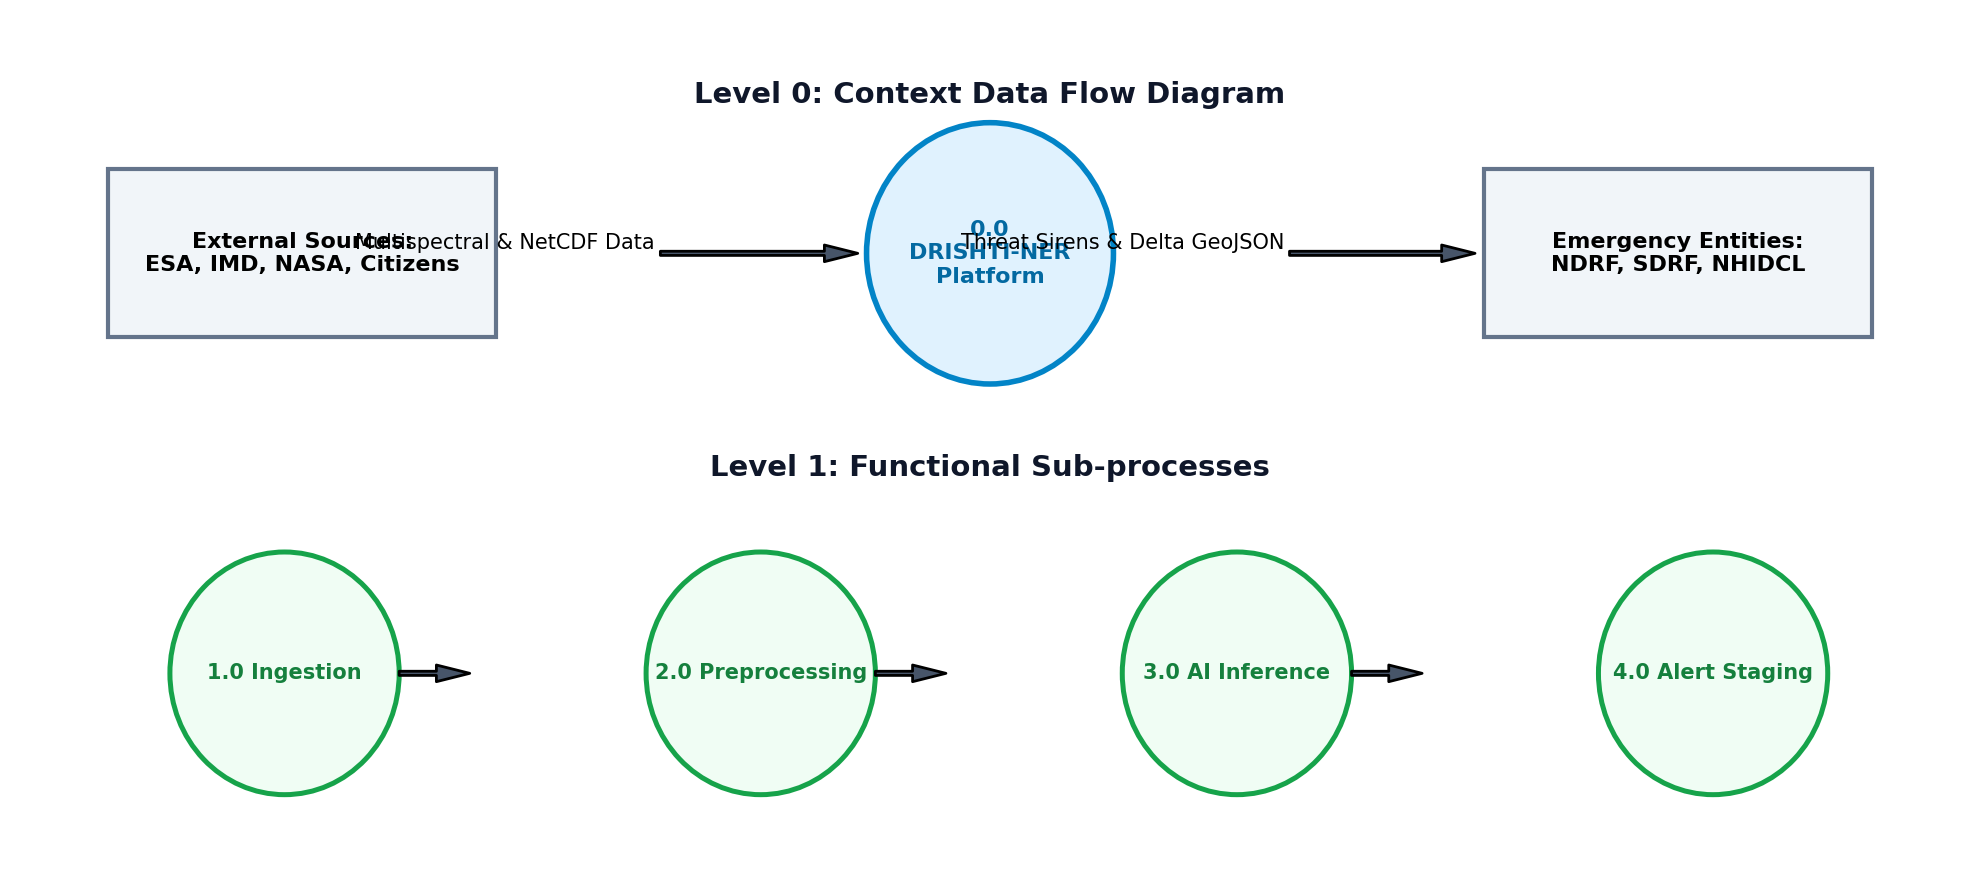 Level 0: Context Data Flow Diagram
External Sources:
ESA, IMD, NASA, Citizens
Multispectral & NetCDF Data
0.0
DRISHTI-NER
Platform
Threat Sirens & Delta GeoJSON
Emergency Entities:
NDRF, SDRF, NHIDCL
Level 1: Functional Sub-processes
1.0 Ingestion
2.0 Preprocessing
3.0 AI Inference
4.0 Alert Staging